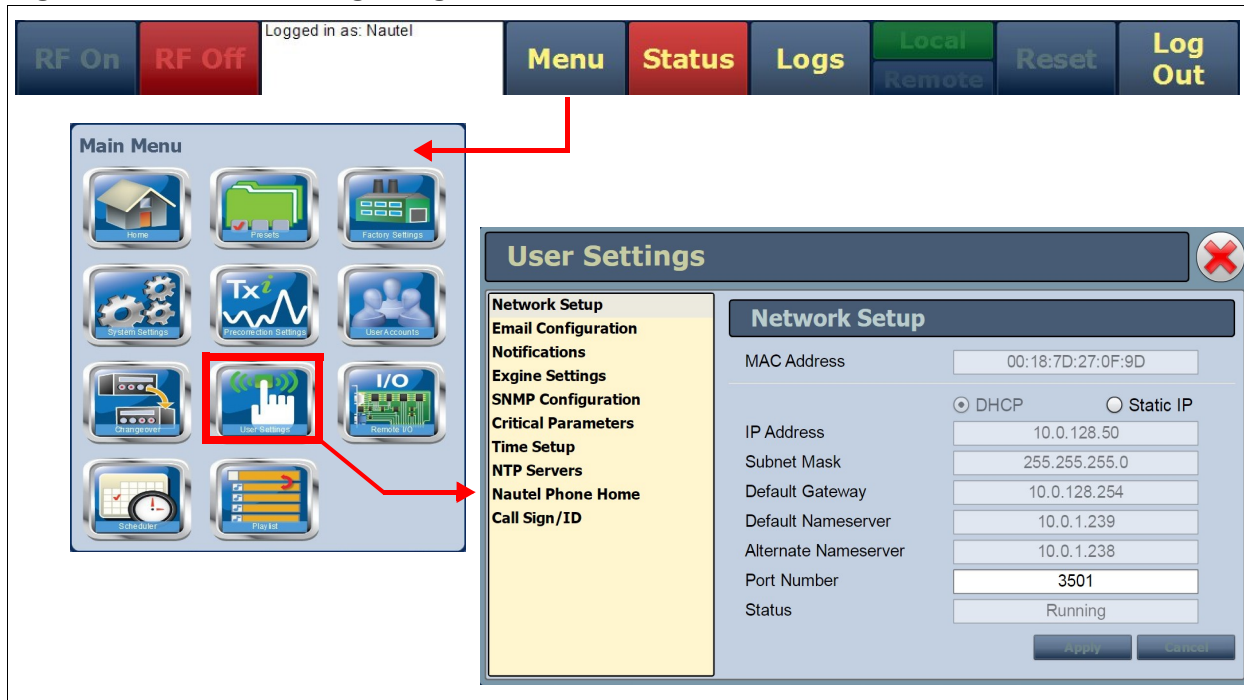 RF On
RF Off
Logged in as: Nautel
Menu
Status
Logs
Local
Remote
Reset
Log
Out
Main Menu
Home
Presets
Factory Settings
System Settings
Txi
Precorrection Settings
User Accounts
Changeover
User Settings
I/O
Remote I/O
Scheduler
Playlist
User Settings
Network Setup
Email Configuration
Notifications
Exgine Settings
SNMP Configuration
Critical Parameters
Time Setup
NTP Servers
Nautel Phone Home
Call Sign/ID
Network Setup
MAC Address 00:18:7D:27:0F:9D
DHCP Static IP
IP Address 10.0.128.50
Subnet Mask 255.255.255.0
Default Gateway 10.0.128.254
Default Nameserver 10.0.1.239
Alternate Nameserver 10.0.1.238
Port Number 3501
Status Running
Apply Cancel